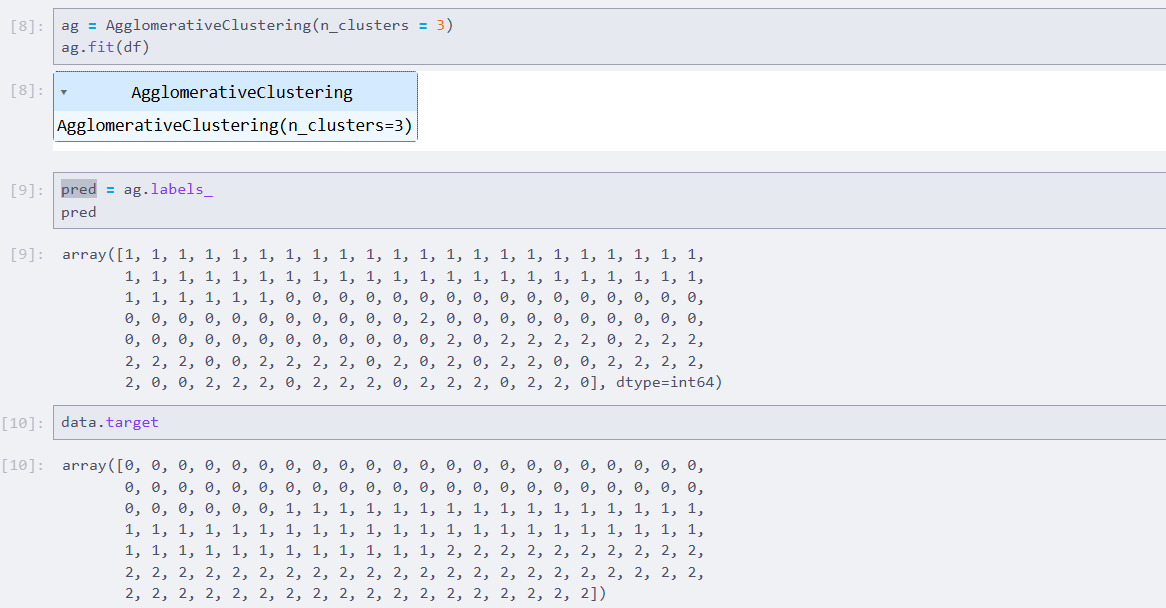 [8]:
ag = AgglomerativeClustering(n_clusters = 3)
ag.fit(df)
[8]:
▾ AgglomerativeClustering
AgglomerativeClustering(n_clusters=3)
[9]:
pred = ag.labels_
pred
[9]:
array([1, 1, 1, 1, 1, 1, 1, 1, 1, 1, 1, 1, 1, 1, 1, 1, 1, 1, 1, 1, 1, 1,
1, 1, 1, 1, 1, 1, 1, 1, 1, 1, 1, 1, 1, 1, 1, 1, 1, 1, 1, 1, 1, 1,
1, 1, 1, 1, 1, 1, 0, 0, 0, 0, 0, 0, 0, 0, 0, 0, 0, 0, 0, 0, 0, 0,
0, 0, 0, 0, 0, 0, 0, 0, 0, 0, 0, 2, 0, 0, 0, 0, 0, 0, 0, 0, 0, 0,
0, 0, 0, 0, 0, 0, 0, 0, 0, 0, 0, 0, 2, 0, 2, 2, 2, 2, 0, 2, 2, 2,
2, 2, 2, 0, 0, 2, 2, 2, 2, 0, 2, 0, 2, 0, 2, 2, 0, 0, 2, 2, 2, 2,
2, 0, 0, 2, 2, 2, 0, 2, 2, 2, 0, 2, 2, 2, 0, 2, 2, 0], dtype=int64)
[10]:
data.target
[10]:
array([0, 0, 0, 0, 0, 0, 0, 0, 0, 0, 0, 0, 0, 0, 0, 0, 0, 0, 0, 0, 0, 0,
0, 0, 0, 0, 0, 0, 0, 0, 0, 0, 0, 0, 0, 0, 0, 0, 0, 0, 0, 0, 0, 0,
0, 0, 0, 0, 0, 0, 1, 1, 1, 1, 1, 1, 1, 1, 1, 1, 1, 1, 1, 1, 1, 1,
1, 1, 1, 1, 1, 1, 1, 1, 1, 1, 1, 1, 1, 1, 1, 1, 1, 1, 1, 1, 1, 1,
1, 1, 1, 1, 1, 1, 1, 1, 1, 1, 1, 1, 2, 2, 2, 2, 2, 2, 2, 2, 2, 2,
2, 2, 2, 2, 2, 2, 2, 2, 2, 2, 2, 2, 2, 2, 2, 2, 2, 2, 2, 2, 2, 2,
2, 2, 2, 2, 2, 2, 2, 2, 2, 2, 2, 2, 2, 2, 2, 2, 2, 2])